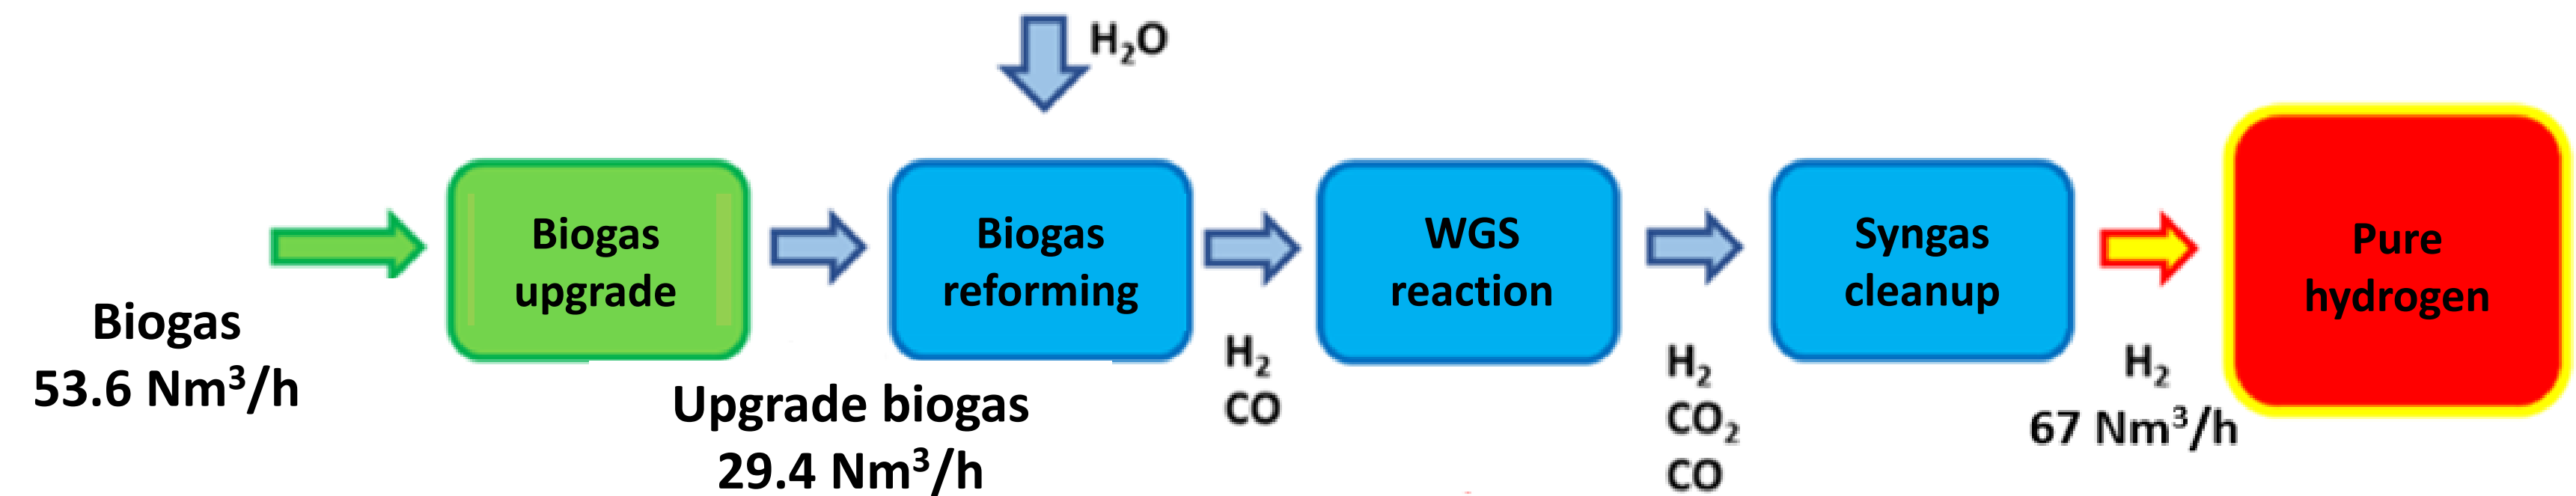 H₂O
Biogas
53.6 Nm³/h
Biogas
upgrade
Upgrade biogas
29.4 Nm³/h
Biogas
reforming
H₂
CO
WGS
reaction
H₂
CO₂
CO
Syngas
cleanup
H₂
67 Nm³/h
Pure
hydrogen